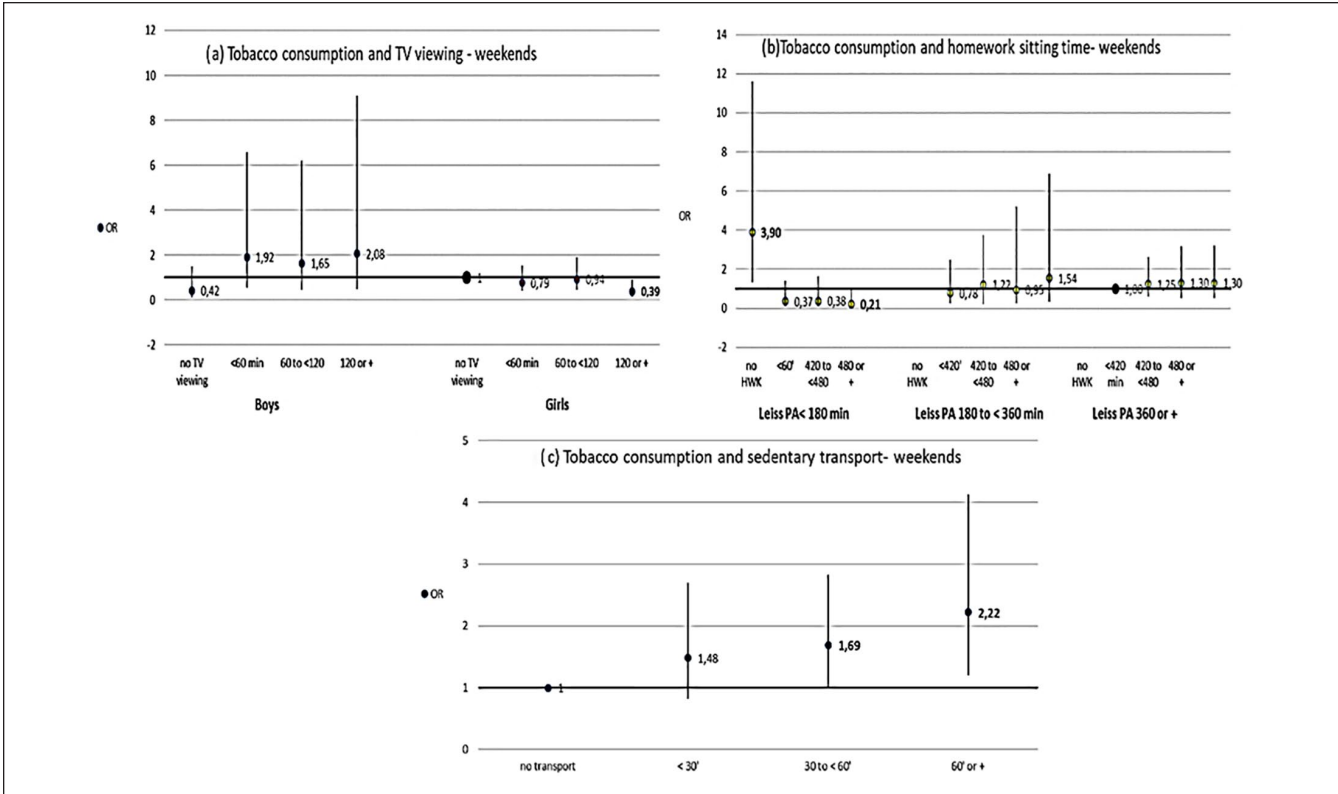 (a) Tobacco consumption and TV viewing - weekends
12
10
8
6
4
2
0
-2
OR
0,42
1,92
1,65
2,08
1
0,79
0,94
0,39
no TV viewing
<60 min
60 to <120
120 or +
no TV viewing
<60 min
60 to <120
120 or +
Boys
Girls
(b)Tobacco consumption and homework sitting time- weekends
14
12
10
8
6
4
2
0
-2
OR
3,90
0,37
0,38
0,21
0,78
1,22
0,95
1,54
1,00
1,25
1,30
1,30
no HWK
<60'
420 to <480
480 or +
no HWK
<420'
420 to <480
480 or +
no HWK
<420 min
420 to <480
480 or +
Leiss PA< 180 min
Leiss PA 180 to < 360 min
Leiss PA 360 or +
(c) Tobacco consumption and sedentary transport- weekends
5
4
3
2
1
0
OR
1
1,48
1,69
2,22
no transport
< 30'
30 to < 60'
60' or +